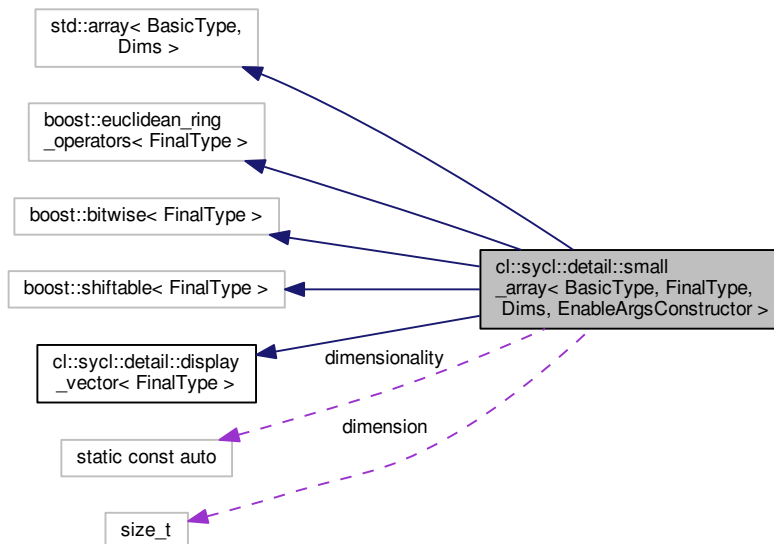 std::array< BasicType,
Dims >
boost::euclidean_ring
_operators< FinalType >
boost::bitwise< FinalType >
boost::shiftable< FinalType >
cl::sycl::detail::display
_vector< FinalType >
static const auto
size_t
dimensionality
dimension
cl::sycl::detail::small
_array< BasicType, FinalType,
Dims, EnableArgsConstructor >